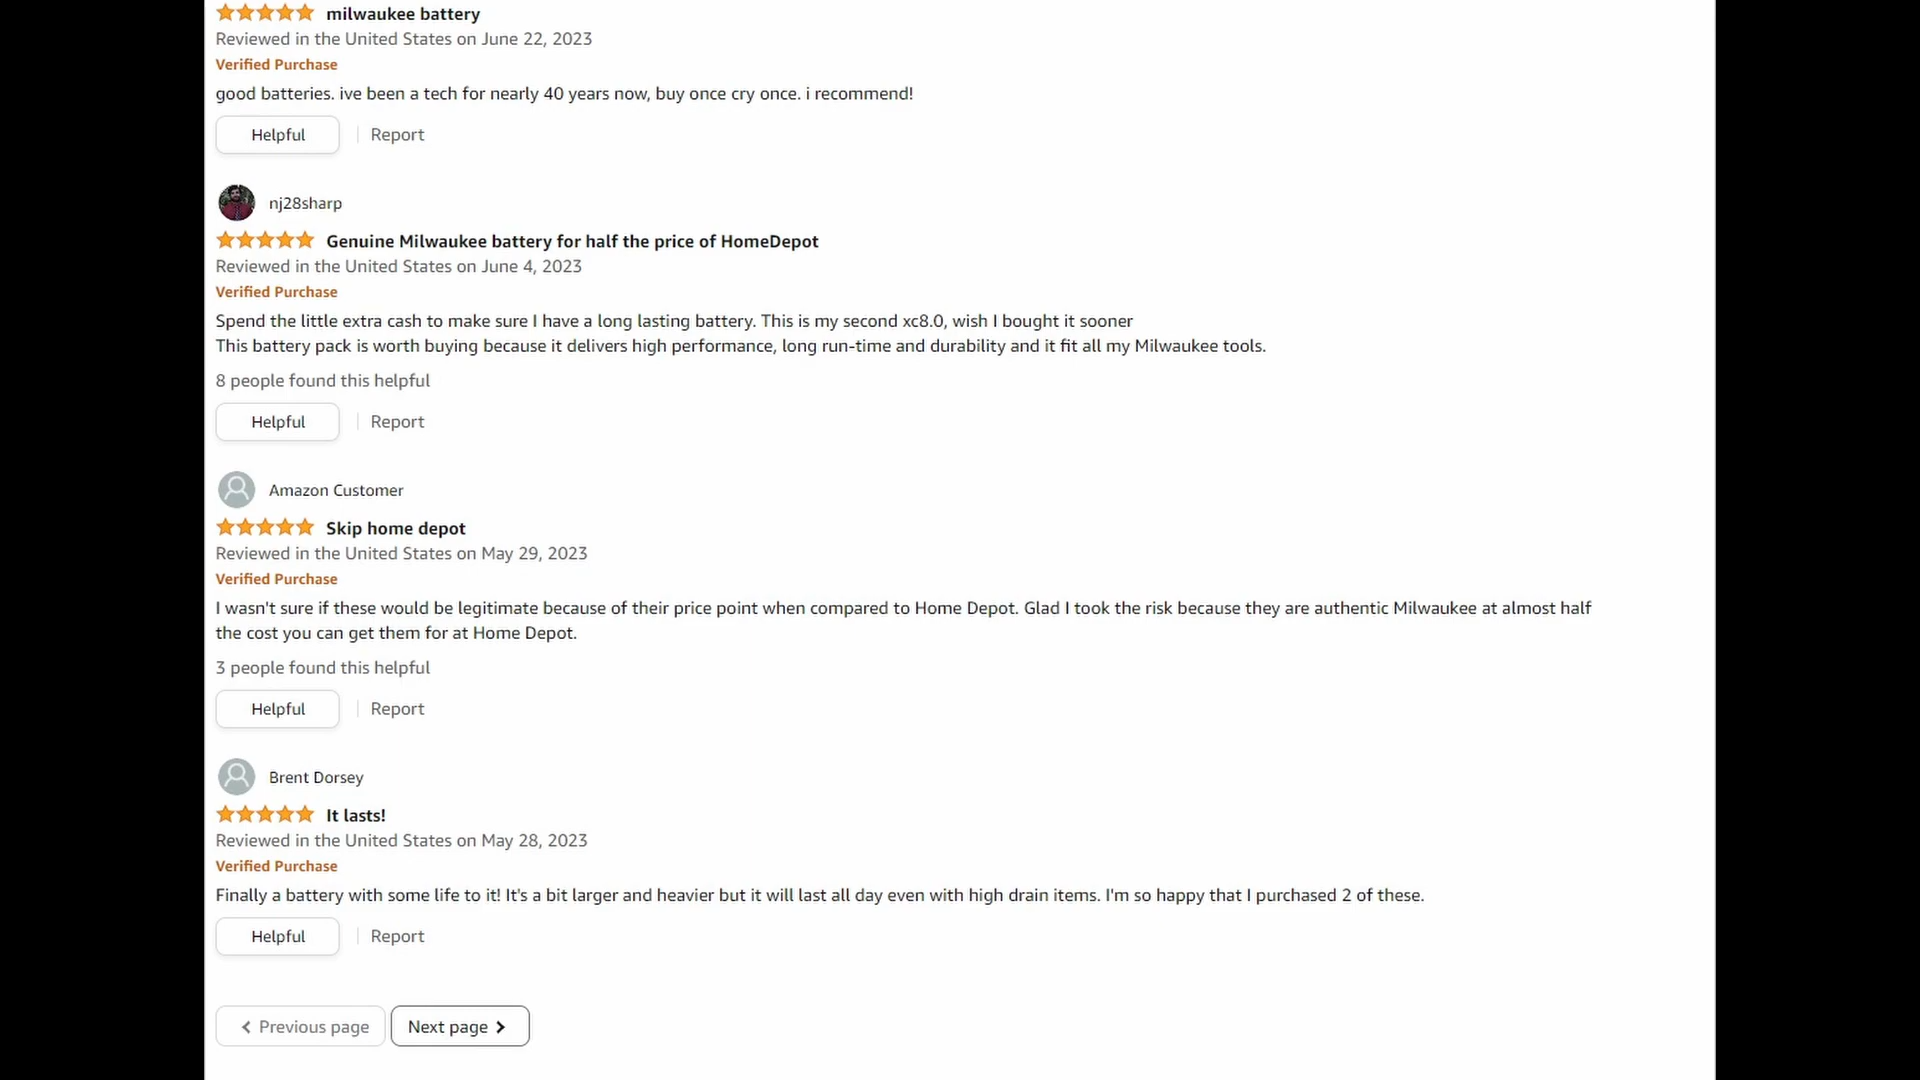 milwaukee battery
Reviewed in the United States on June 22, 2023
Verified Purchase
good batteries. ive been a tech for nearly 40 years now, buy once cry once. i recommend!
Helpful
Report
nj28sharp
Genuine Milwaukee battery for half the price of HomeDepot
Reviewed in the United States on June 4, 2023
Verified Purchase
Spend the little extra cash to make sure I have a long lasting battery. This is my second xc8.0, wish I bought it sooner
This battery pack is worth buying because it delivers high performance, long run-time and durability and it fit all my Milwaukee tools.
8 people found this helpful
Helpful
Report
Amazon Customer
Skip home depot
Reviewed in the United States on May 29, 2023
Verified Purchase
I wasn't sure if these would be legitimate because of their price point when compared to Home Depot. Glad I took the risk because they are authentic Milwaukee at almost half
the cost you can get them for at Home Depot.
3 people found this helpful
Helpful
Report
Brent Dorsey
It lasts!
Reviewed in the United States on May 28, 2023
Verified Purchase
Finally a battery with some life to it! It's a bit larger and heavier but it will last all day even with high drain items. I'm so happy that I purchased 2 of these.
Helpful
Report
Previous page
Next page